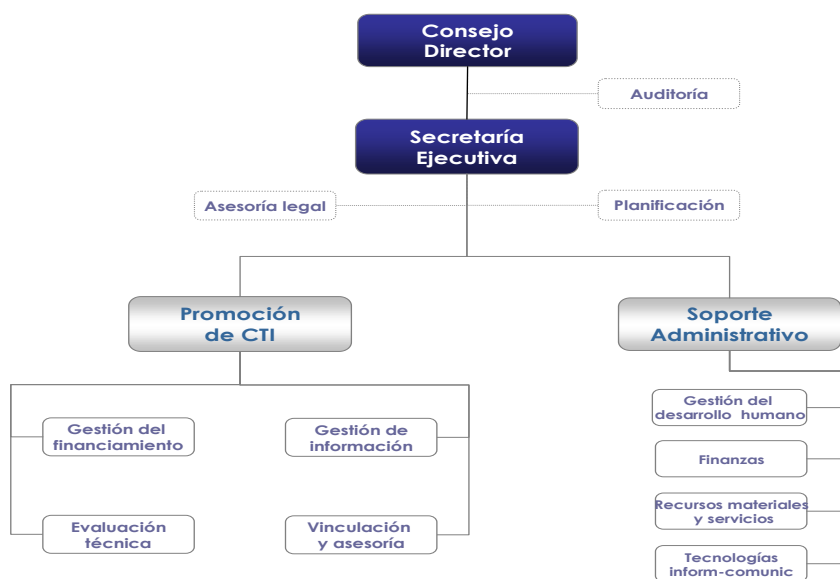 Consejo
Director
Auditoría
Secretaría
Ejecutiva
Asesoría legal
Planificación
Promoción
de CTI
Soporte
Administrativo
Gestión del
financiamiento
Gestión de
información
Gestión del
desarrollo humano
Finanzas
Recursos materiales
y servicios
Evaluación
técnica
Vinculación
y asesoría
Tecnologías
inform-comunic